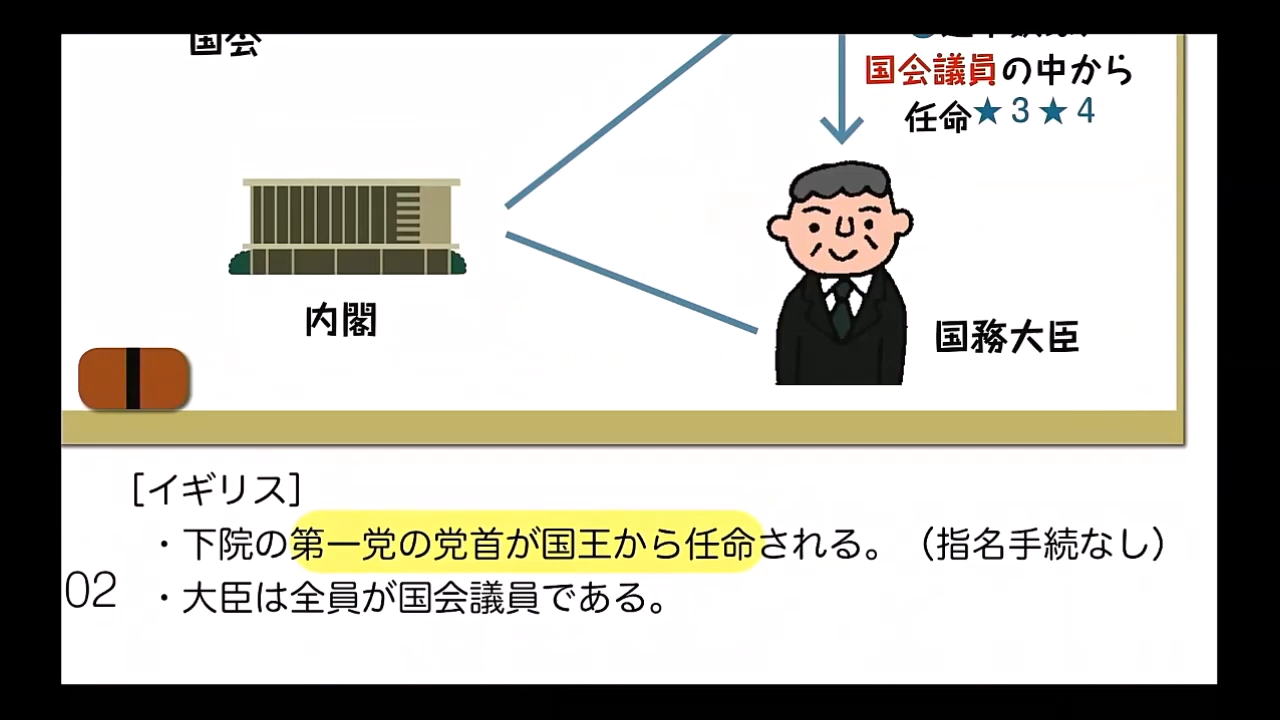 国会
国会議員の中から
任命★3★4
内閣
国務大臣
[イギリス]
・下院の第一党の党首が国王から任命される。（指名手続なし）
02
・大臣は全員が国会議員である。